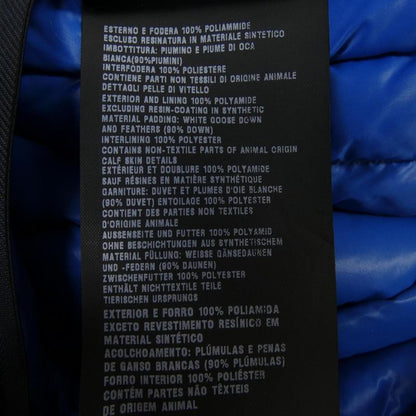 ESTERNO E FODERA 100% POLIAMMIDE
ESCLUSO RESINATURA IN MATERIALE SINTETICO
IMBOTTITURA: PIUMINO E PIUME DI OCA
BIANCA(90%PIUMINI)
INTERFODERA 100% POLIESTERE
CONTIENE PARTI NON TESSILI DI ORIGINE ANIMALE
DETTAGLI PELLE DI VITELLO
EXTERIOR AND LINING 100% POLYAMIDE
EXCLUDING RESIN-COATING IN SYNTHETIC
MATERIAL PADDING: WHITE GOOSE DOWN
AND FEATHERS (90% DOWN)
INTERLINING 100% POLYESTER
CONTAINS NON-TEXTILE PARTS OF ANIMAL ORIGIN
CALF SKIN DETAILS
EXTÉRIEUR ET DOUBLURE 100% POLYAMIDE
SAUF RÉSINES EN MATIÈRE SYNTHÉTIQUE
GARNITURE: DUVET ET PLUMES D'OIE BLANCHE
(90% DUVET) ENTOILAGE 100% POLYESTER
CONTIENT DES PARTIES NON TEXTILES
D'ORIGINE ANIMALE
AUSSENSEITE UND FUTTER 100% POLYAMID
OHNE BESCHICHTUNGEN AUS SYNTHETISCHEM
MATERIAL FÜLLUNG: WEISSE GÄNSEDAUNEN
UND -FEDERN (90% DAUNEN)
ZWISCHENFUTTER 100% POLYESTER
ENTHÄLT NICHTTEXTILE TEILE
TIERISCHEN URSPRUNGS
EXTERIOR E FORRO 100% POLIAMIDA
EXCETO REVESTIMENTO RESÍNICO EM
MATERIAL SINTÉTICO
ACOLCHOAMENTO: PLÚMULAS E PENAS
DE GANSO BRANCAS (90% PLÚMULAS)
FORRO INTERIOR 100% POLIÉSTER
CONTÉM PARTES NÃO TÊXTEIS
DE ORIGEM ANIMAL